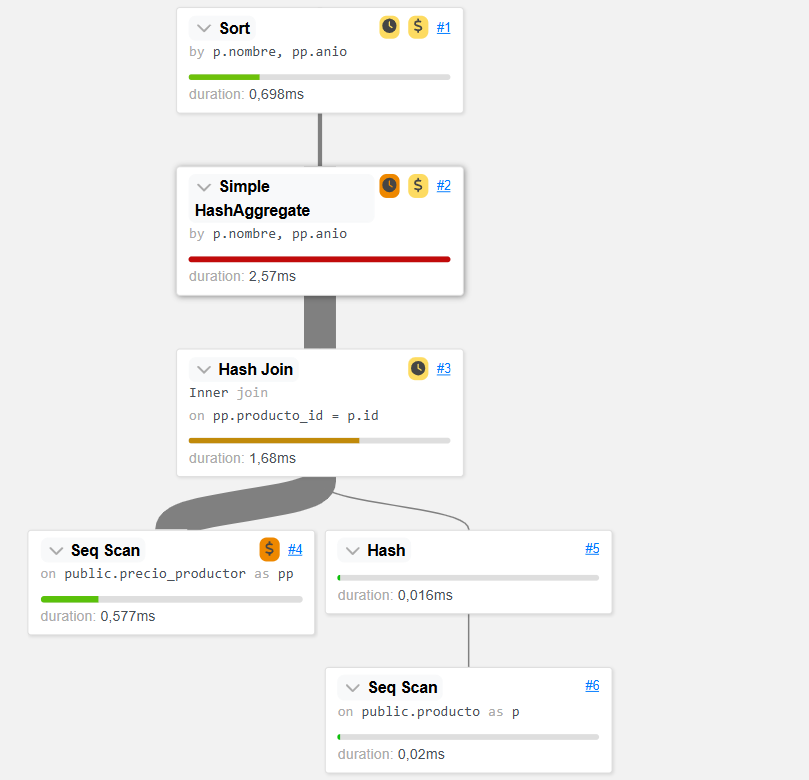 Sort $ #1
by p.nombre, pp.anio
duration: 0,698ms
Simple $ #2
HashAggregate
by p.nombre, pp.anio
duration: 2,57ms
Hash Join #3
Inner join
on pp.producto_id = p.id
duration: 1,68ms
Seq Scan $ #4
on public.precio_productor as pp
duration: 0,577ms
Hash #5
duration: 0,016ms
Seq Scan #6
on public.producto as p
duration: 0,02ms